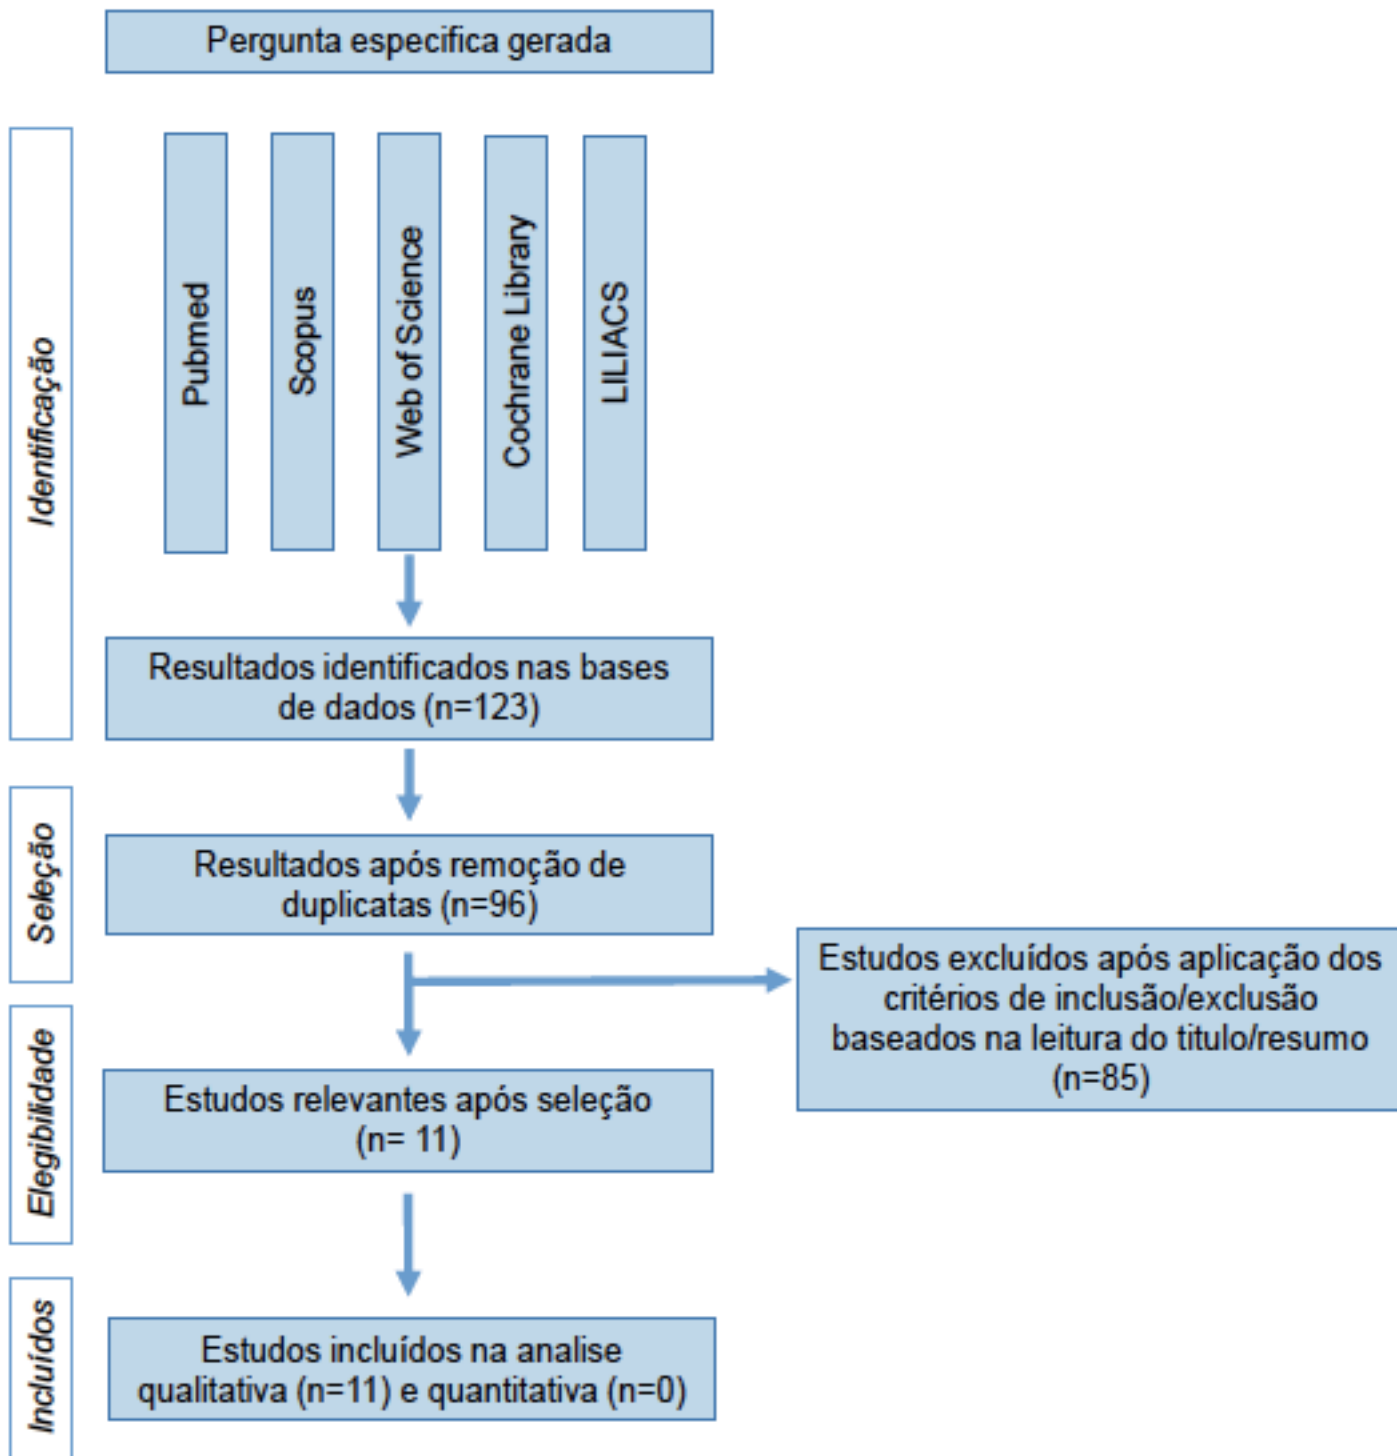 Pergunta especifica gerada
Identificação
Pubmed
Scopus
Web of Science
Cochrane Library
LILIACS
Resultados identificados nas bases
de dados (n=123)
Seleção
Resultados após remoção de
duplicatas (n=96)
Estudos excluídos após aplicação dos
critérios de inclusão/exclusão
baseados na leitura do titulo/resumo
(n=85)
Elegibilidade
Estudos relevantes após seleção
(n= 11)
Incluídos
Estudos incluídos na analise
qualitativa (n=11) e quantitativa (n=0)